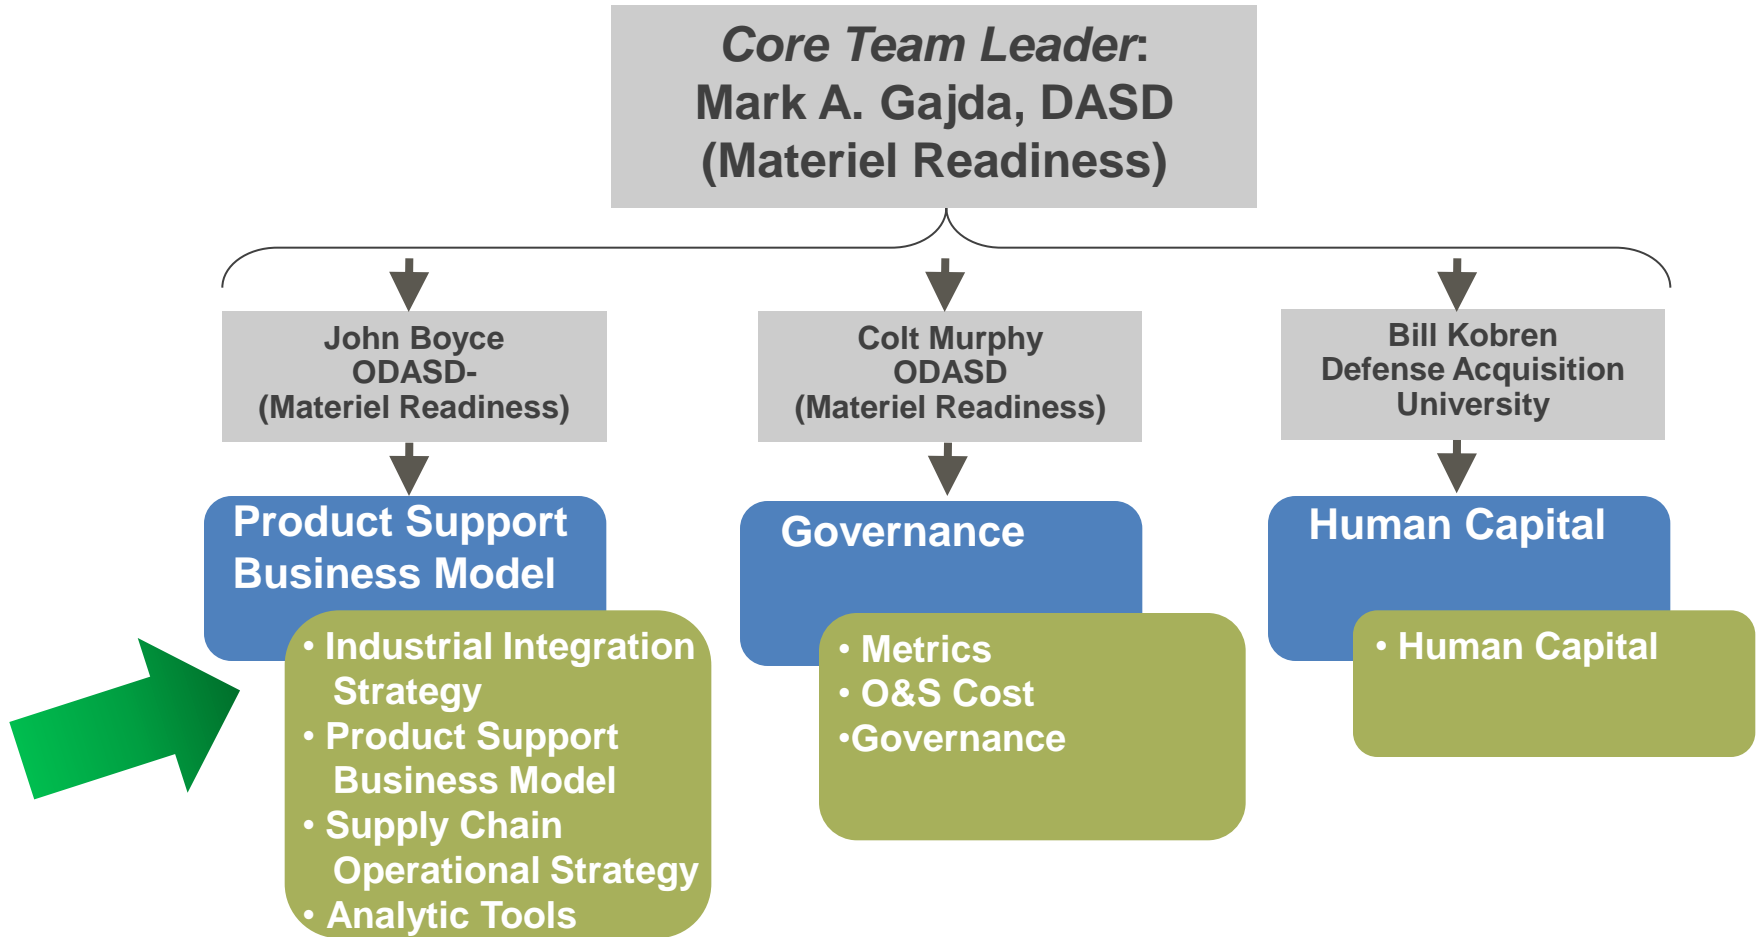 Core Team Leader:
Mark A. Gajda, DASD
(Materiel Readiness)
John Boyce
ODASD-
(Materiel Readiness)
Colt Murphy
ODASD
(Materiel Readiness)
Bill Kobren
Defense Acquisition
University
Product Support
Business Model
• Industrial Integration
Strategy
• Product Support
Business Model
• Supply Chain
Operational Strategy
• Analytic Tools
Governance
• Metrics
• O&S Cost
•Governance
Human Capital
• Human Capital